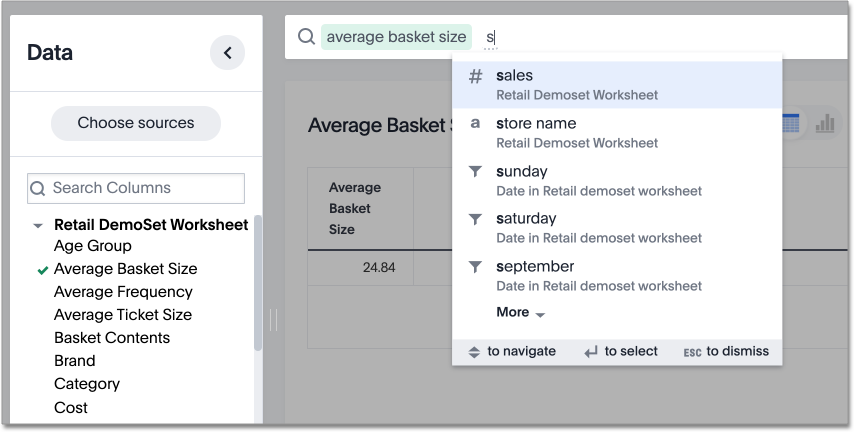 Data
Choose sources
Search Columns
Retail DemoSet Worksheet
Age Group
Average Basket Size
Average Frequency
Average Ticket Size
Basket Contents
Brand
Category
Cost
average basket size s
Average Basket S
Average
Basket
Size
24.84
# sales
Retail Demoset Worksheet
a store name
Retail Demoset Worksheet
sunday
Date in Retail demoset worksheet
saturday
Date in Retail demoset worksheet
september
Date in Retail demoset worksheet
More
to navigate to select ESC to dismiss